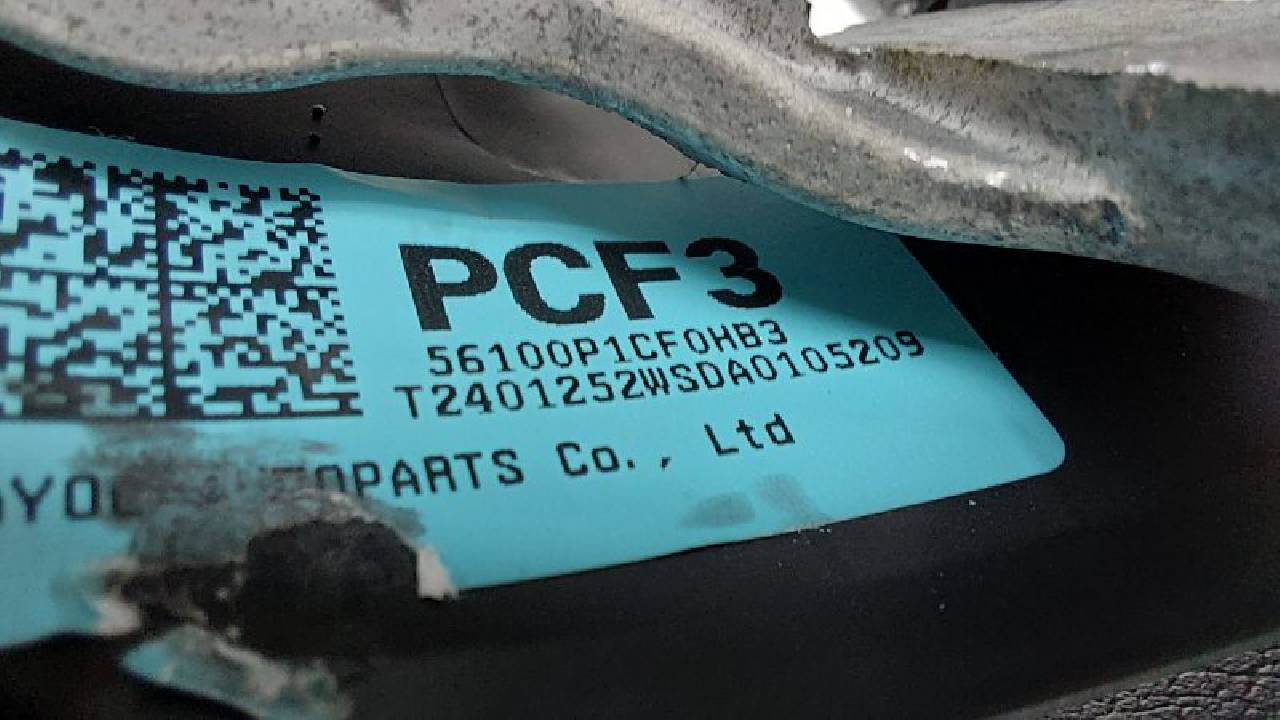 PCF3
56100P1CF0HB3
T2401252WSDA0105209
Co., Ltd